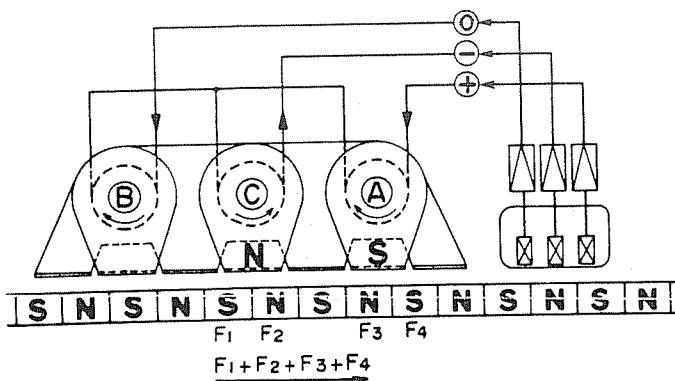 O
−
+
B C A
N S
S N S N S N S N S N S N S N
F1 F2 F3 F4
F1+F2+F3+F4